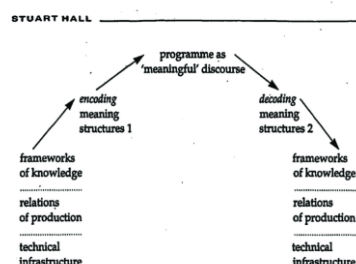 STUART HALL
programme as
'meaningful' discourse
encoding
meaning
structures 1
decoding
meaning
structures 2
frameworks
of knowledge
relations
of production
technical
infrastructure
frameworks
of knowledge
relations
of production
technical
infrastructure